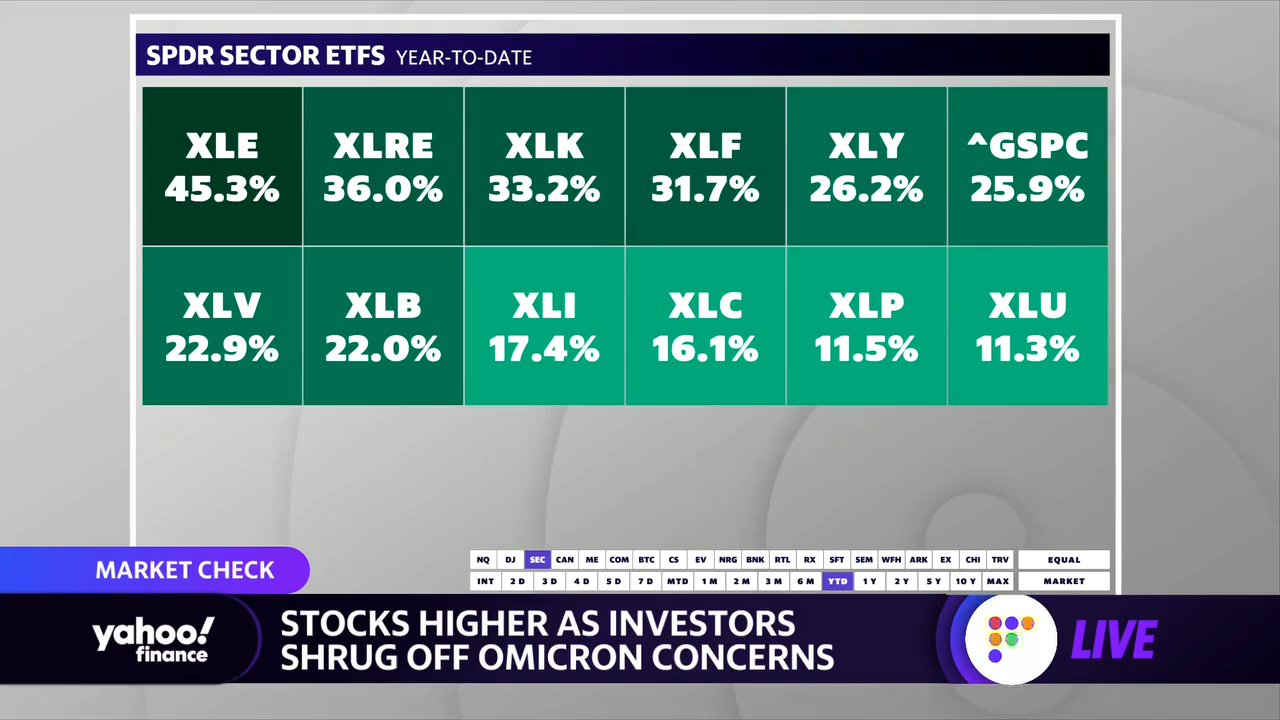 SPDR SECTOR ETFS YEAR-TO-DATE
XLE XLRE XLK XLF XLY ^GSPC
45.3% 36.0% 33.2% 31.7% 26.2% 25.9%
XLV XLB XLI XLC XLP XLU
22.9% 22.0% 17.4% 16.1% 11.5% 11.3%
NQ DJ SEC CAN ME COM BTC CS EV NRG BNK RTL RX SFT SEM WFH ARK EX CHI TRV EQUAL
INT 2 D 3 D 4 D 5 D 7 D MTD 1 M 2 M 3 M 6 M YTD 1 Y 2 Y 5 Y 10 Y MAX MARKET
MARKET CHECK
yahoo!
finance
STOCKS HIGHER AS INVESTORS
SHRUG OFF OMICRON CONCERNS
LIVE